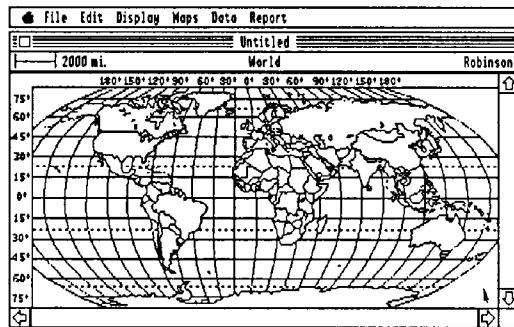 File Edit Display Maps Data Report
Untitled
2000 mi. World Robinson
180° 150° 120° 90° 60° 30° 0° 30° 60° 90° 120° 150° 180°
75°
60°
45°
30°
15°
0°
15°
30°
45°
60°
75°